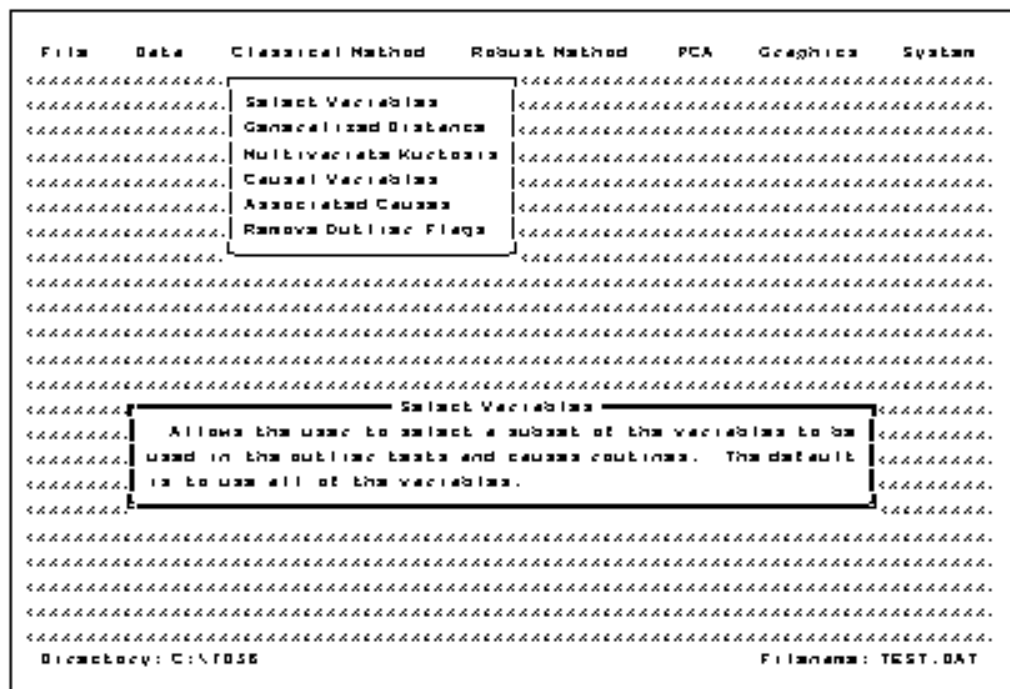 File Data Classical Method Robust Method PCA Graphics System
Select Variables
Generalized Distance
Multivariate Kurtosis
Causal Variables
Associated Causes
Remove Outlier Flags
Select Variables
Allows the user to select a subset of the variables to be
used in the outlier tests and causes routines. The default
is to use all of the variables.
Directory: Filename: TEST.DAT